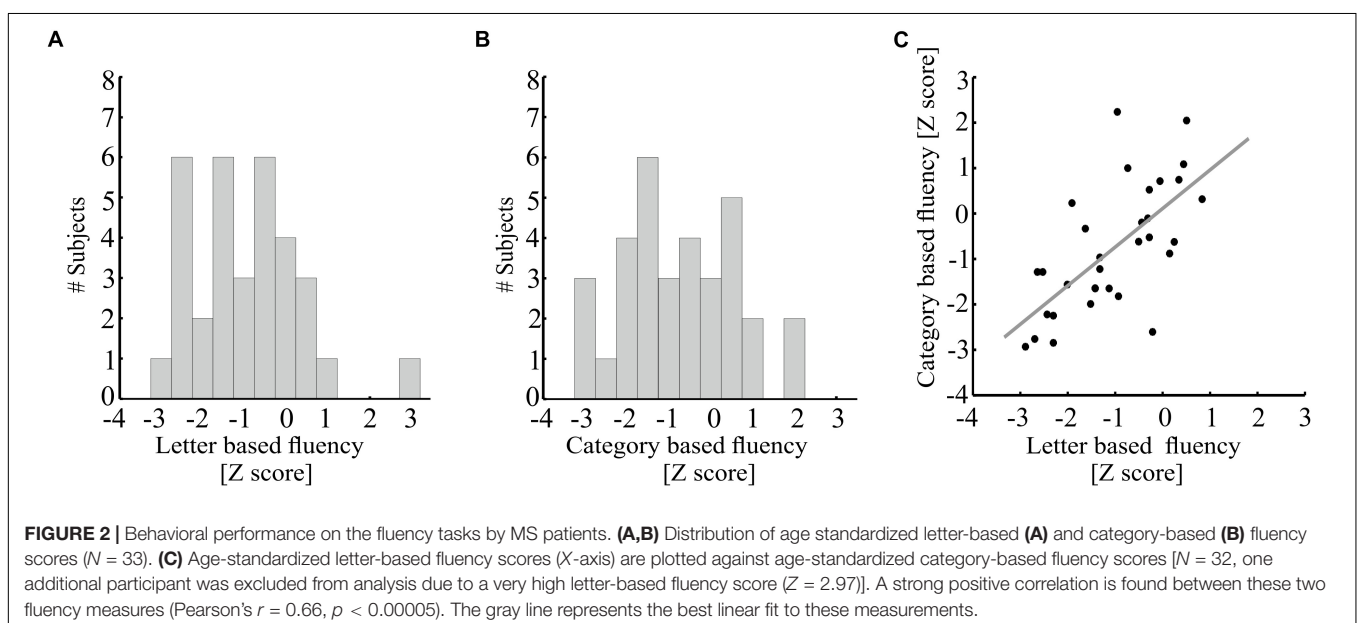 A
B
C
8
7
6
5
4
3
2
1
0
# Subjects
-4 -3 -2 -1 0 1 2 3
Letter based fluency
[Z score]
8
7
6
5
4
3
2
1
0
# Subjects
-4 -3 -2 -1 0 1 2 3
Category based fluency
[Z score]
3
2
1
0
-1
-2
-3
-4
Category based fluency [Z score]
-4 -3 -2 -1 0 1 2 3
Letter based fluency
[Z score]
FIGURE 2 | Behavioral performance on the fluency tasks by MS patients. (A,B) Distribution of age standardized letter-based (A) and category-based (B) fluency
scores (N = 33). (C) Age-standardized letter-based fluency scores (X-axis) are plotted against age-standardized category-based fluency scores [N = 32, one
additional participant was excluded from analysis due to a very high letter-based fluency score (Z = 2.97)]. A strong positive correlation is found between these two
fluency measures (Pearson's r = 0.66, p < 0.00005). The gray line represents the best linear fit to these measurements.